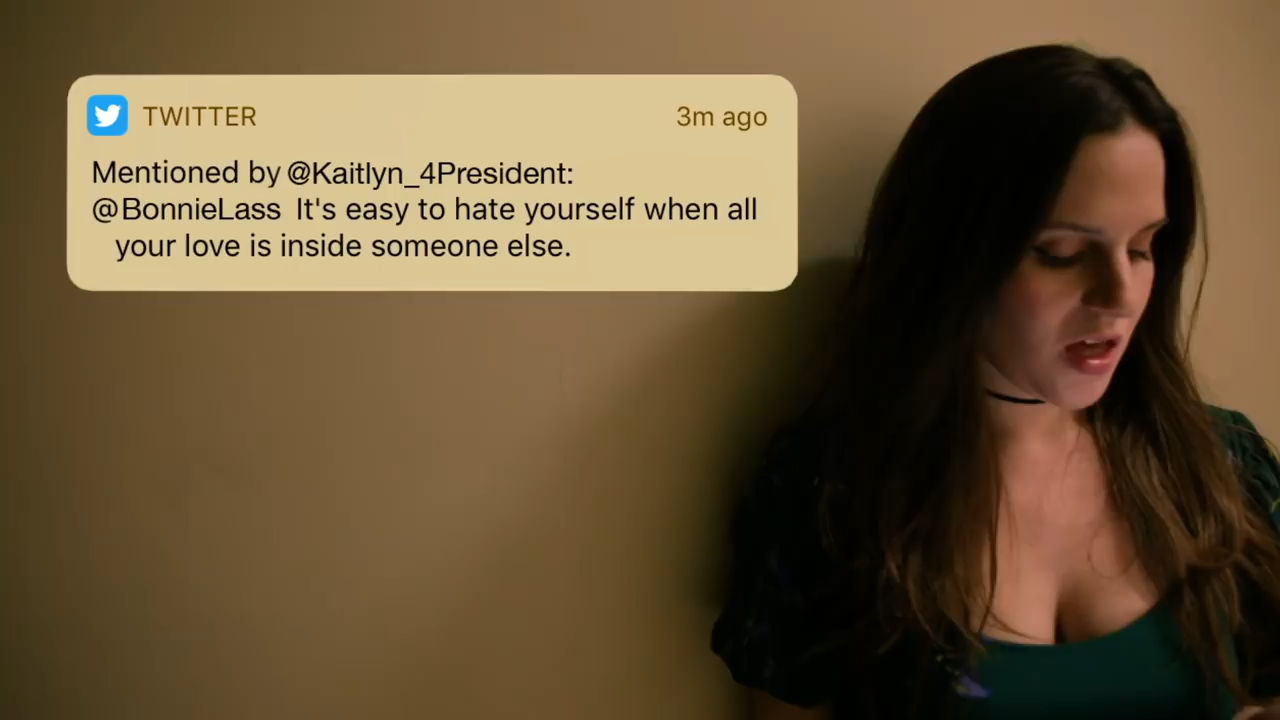 TWITTER 3m ago
Mentioned by @Kaitlyn_4President:
@BonnieLass It's easy to hate yourself when all
your love is inside someone else.